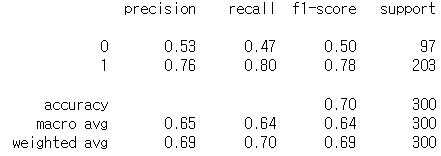 precision recall f1-score support
0 0.53 0.47 0.50 97
1 0.76 0.80 0.78 203
accuracy 0.70 300
macro avg 0.65 0.64 0.64 300
weighted avg 0.69 0.70 0.69 300